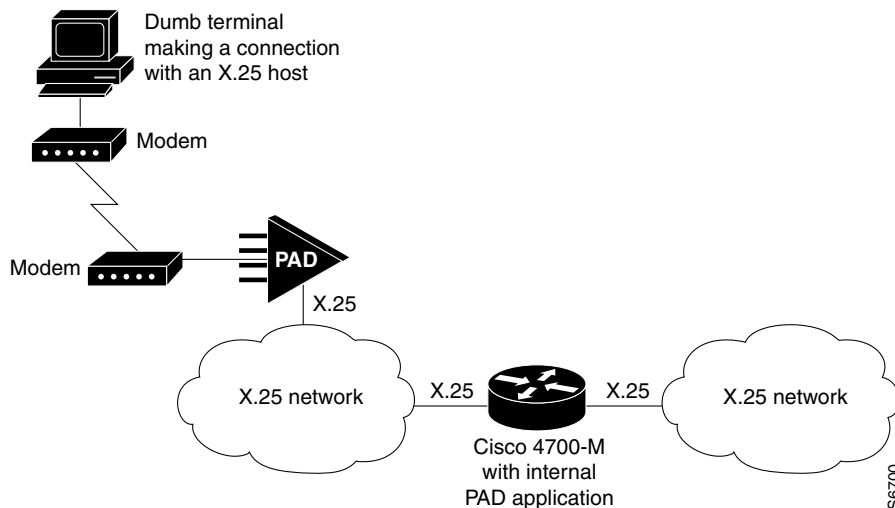 Dumb terminal
making a connection
with an X.25 host
Modem
Modem
PAD
X.25
X.25 network
X.25
X.25
X.25 network
Cisco 4700-M
with internal
PAD application
S6700